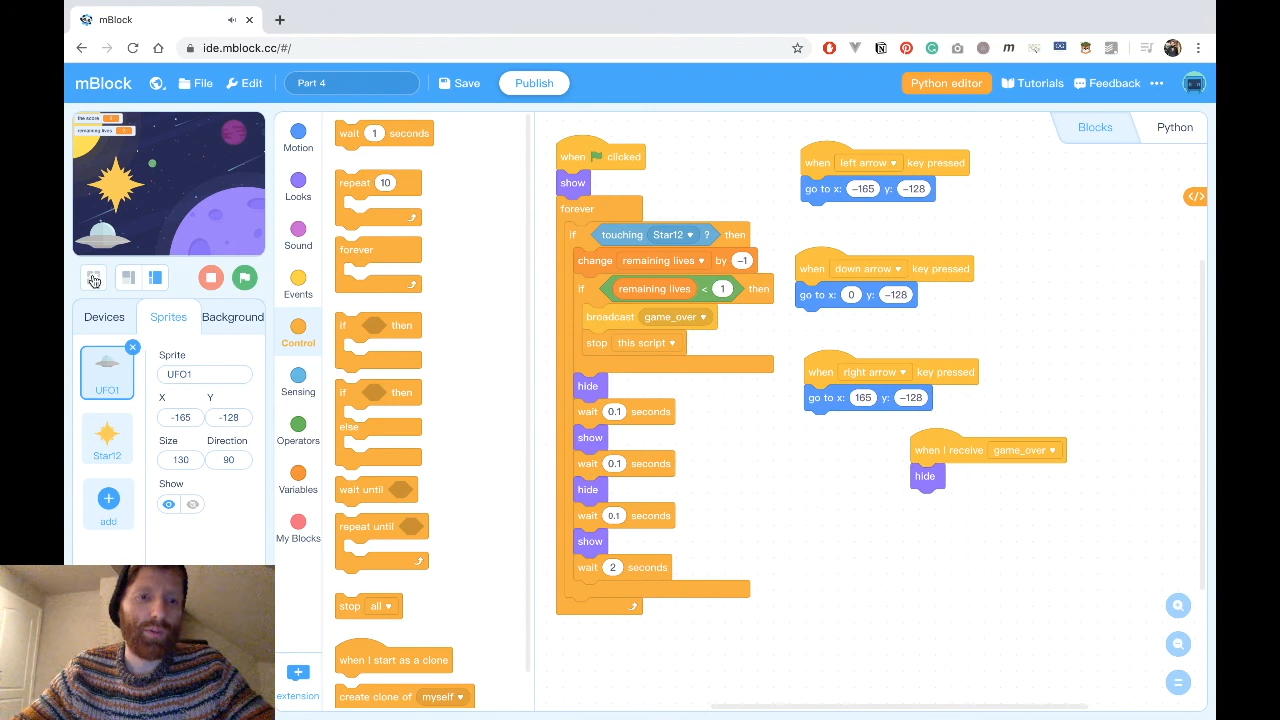 mBlock
ide.mblock.cc/#/
mBlock File Edit Part 4 Save Publish Python editor Tutorials Feedback
the score
remaining lives
Devices Sprites Background
UFO1
Star12
add
Sprite
UFO1
X Y
-165 -128
Size Direction
130 90
Show
Motion
Looks
Sound
Events
Control
Sensing
Operators
Variables
My Blocks
extension
wait 1 seconds
repeat 10
forever
if then
if then
else
wait until
repeat until
stop all
when I start as a clone
create clone of myself
Blocks Python
when clicked
show
forever
if touching Star12 ? then
change remaining lives by -1
if remaining lives < 1 then
broadcast game_over
stop this script
hide
wait 0.1 seconds
show
wait 0.1 seconds
hide
wait 0.1 seconds
show
wait 2 seconds
when left arrow key pressed
go to x: -165 y: -128
when down arrow key pressed
go to x: 0 y: -128
when right arrow key pressed
go to x: 165 y: -128
when I receive game_over
hide